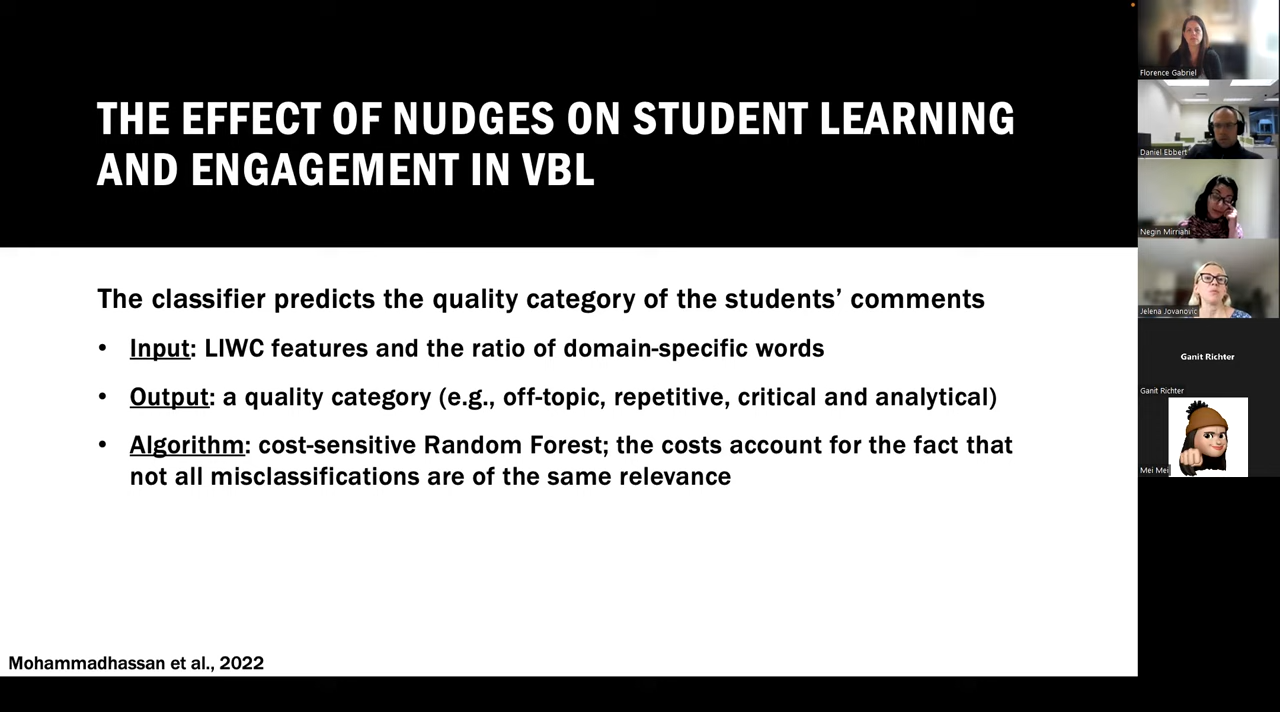 THE EFFECT OF NUDGES ON STUDENT LEARNING
AND ENGAGEMENT IN VBL
The classifier predicts the quality category of the students’ comments
• Input: LIWC features and the ratio of domain-specific words
• Output: a quality category (e.g., off-topic, repetitive, critical and analytical)
• Algorithm: cost-sensitive Random Forest; the costs account for the fact that
not all misclassifications are of the same relevance
Mohammadhassan et al., 2022
Florence Gabriel
Daniel Ebbert
Negin Mirriahi
Jelena Jovanovic
Ganit Richter
Ganit Richter
Mei Mei